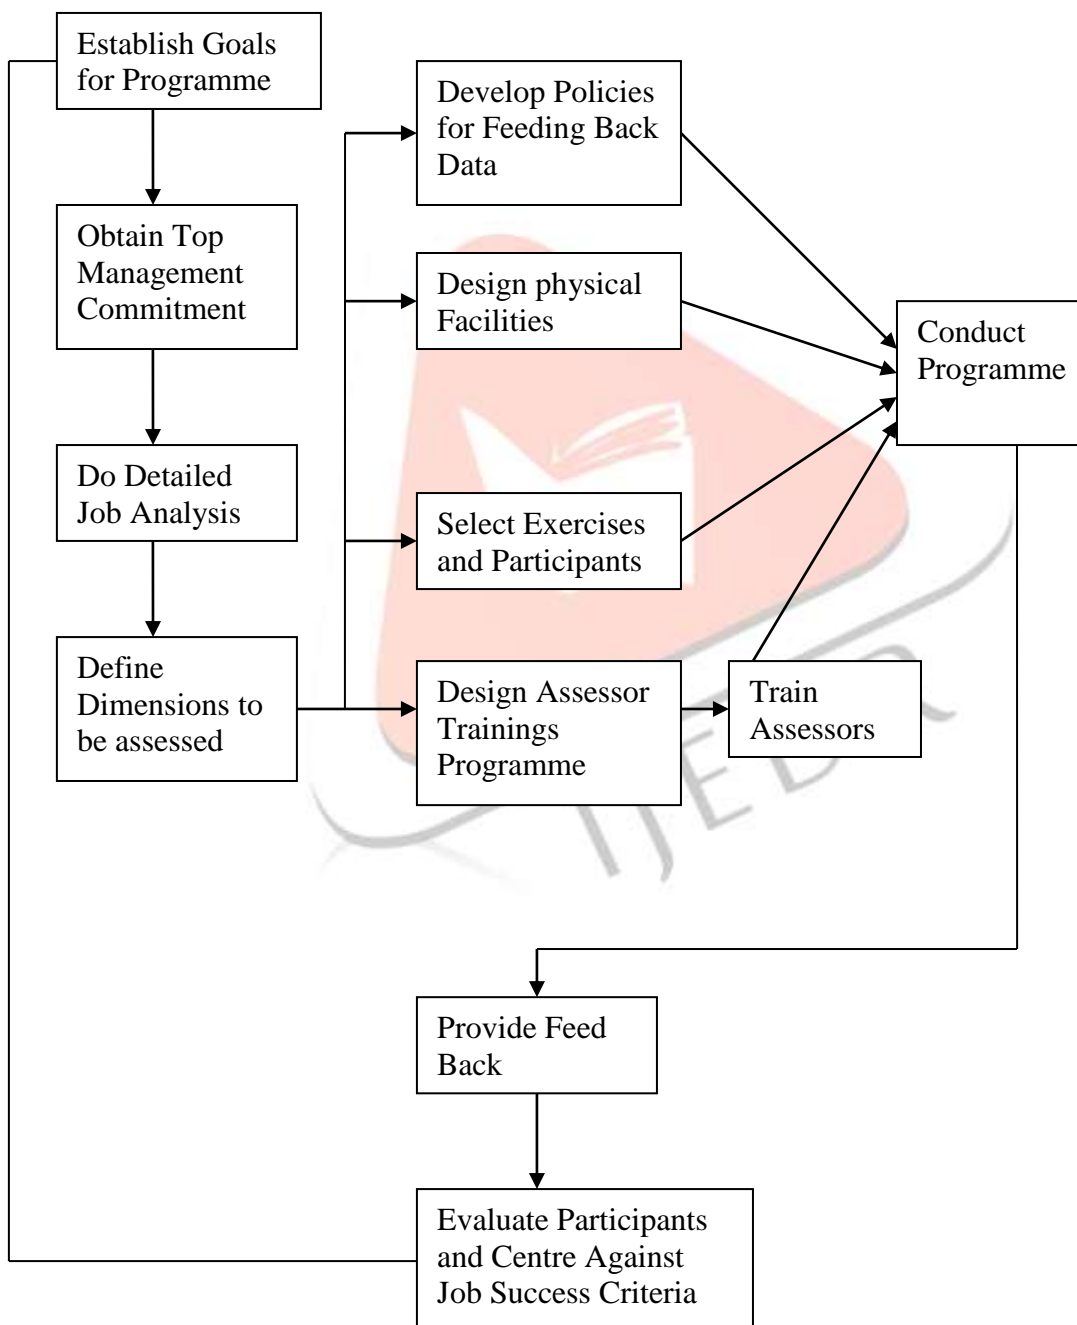 Establish Goals
for Programme
Develop Policies
for Feeding Back
Data
Obtain Top
Management
Commitment
Design physical
Facilities
Conduct
Programme
Do Detailed
Job Analysis
Select Exercises
and Participants
Define
Dimensions to
be assessed
Design Assessor
Trainings
Programme
Train
Assessors
IJEDR
Provide Feed
Back
Evaluate Participants
and Centre Against
Job Success Criteria